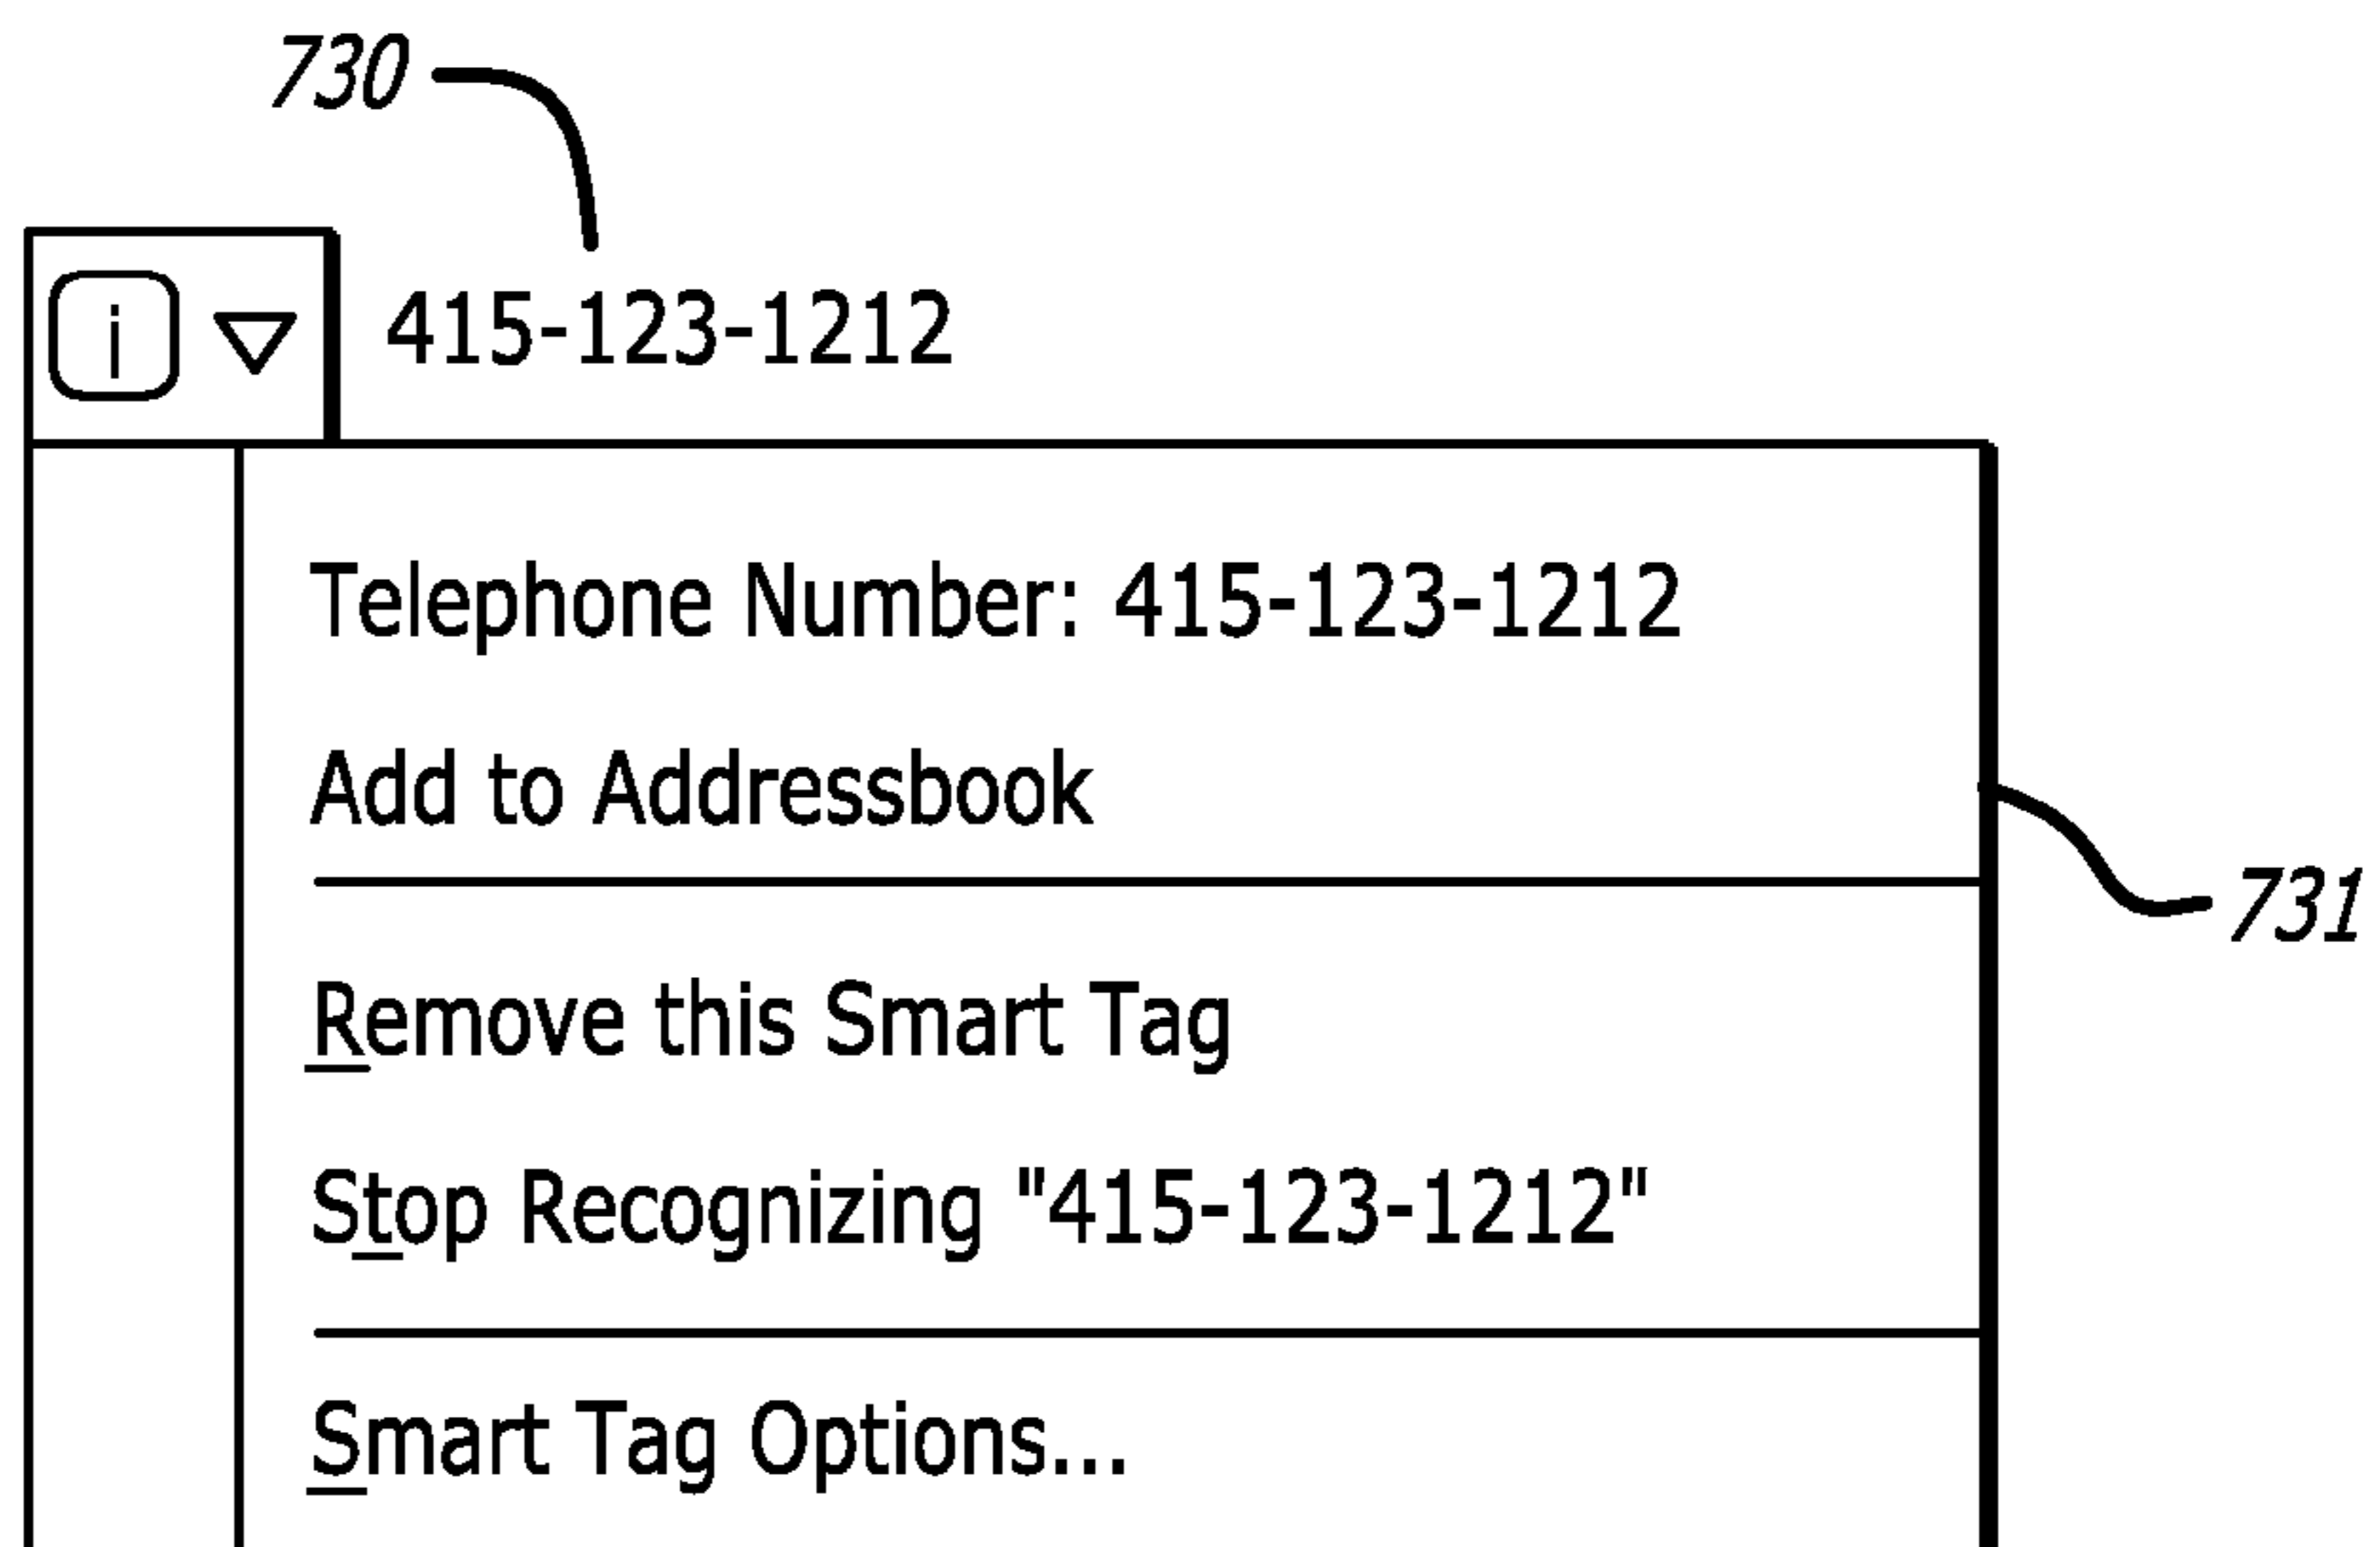 730
i 415-123-1212
Telephone Number: 415-123-1212
Add to Addressbook
731
Remove this Smart Tag
Stop Recognizing "415-123-1212"
Smart Tag Options...